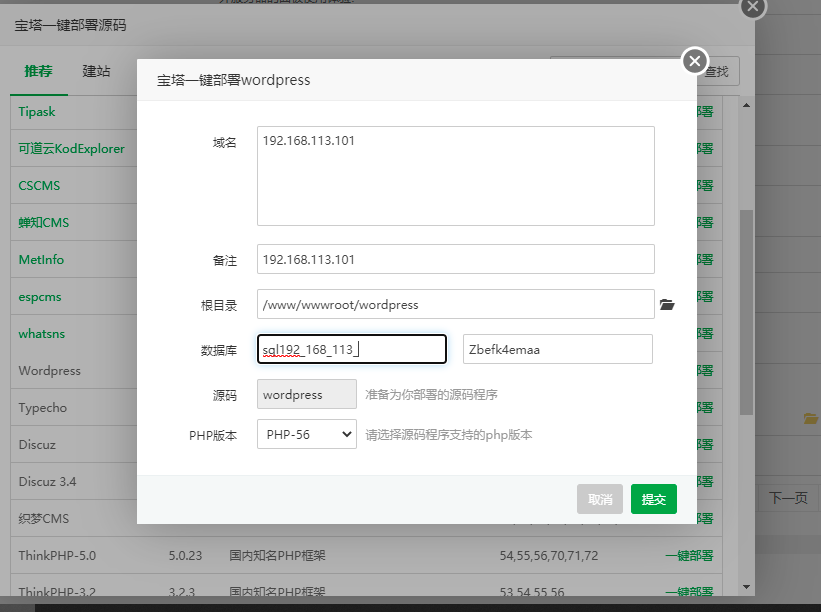 宝塔一键部署源码
推荐 建站
查找
宝塔一键部署wordpress
域名 192.168.113.101
备注 192.168.113.101
根目录 /www/wwwroot/wordpress
数据库 sql192_168_113_ Zbefk4emaa
源码 wordpress 准备为你部署的源码程序
PHP版本 PHP-56 请选择源码程序支持的php版本
取消 提交
Tipask 部署
可道云KodExplorer 部署
CSCMS 部署
蝉知CMS 部署
MetInfo 部署
espcms 部署
whatsns 部署
Wordpress
Typecho 部署
Discuz 部署
Discuz 3.4 部署
织梦CMS 部署
ThinkPHP-5.0 5.0.23 国内知名PHP框架 54,55,56,70,71,72 一键部署
ThinkPHP-3.2 3.2.3 国内知名PHP框架 53,54,55,56 一键部署
下一页